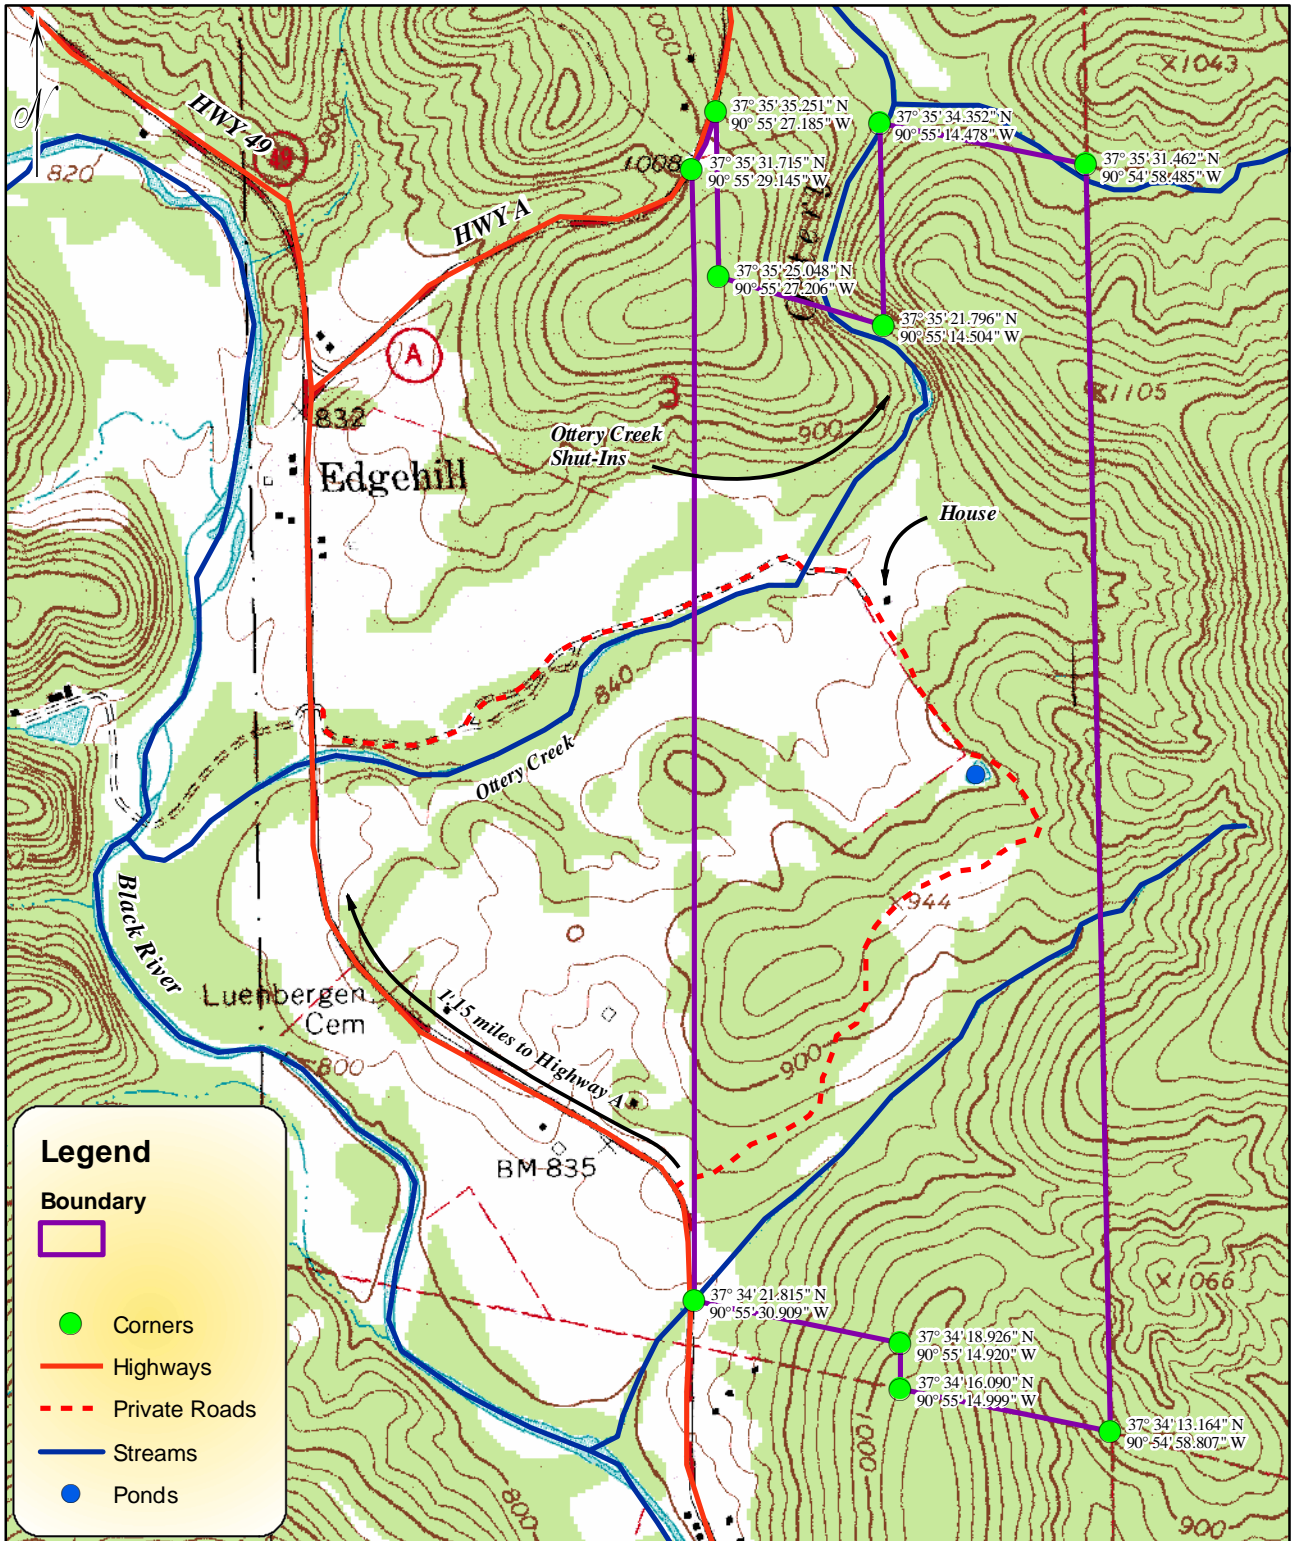 N
HWY 49
49
900
1000
X1043
820
1008
HWY A
37° 35' 35.251" N
90° 55' 27.185" W
37° 35' 34.352" N
90° 55' 14.478" W
37° 35' 31.715" N
90° 55' 29.145" W
37° 35' 31.462" N
90° 54' 58.485" W
Ottery
37° 35' 25.048" N
90° 55' 27.206" W
37° 35' 21.796" N
90° 55' 14.504" W
A
832
3
X1105
900
Ottery Creek
Shut-Ins
Edgehill
House
840
Ottery Creek
Black River
X944
Luenbergen
Cem
1.15 miles to Highway A
800
900
BM 835
37° 34' 21.815" N
90° 55' 30.909" W
X1066
37° 34' 18.926" N
90° 55' 14.920" W
37° 34' 16.090" N
90° 55' 14.999" W
37° 34' 13.164" N
90° 54' 58.807" W
1000
800
900
Legend
Boundary
Corners
Highways
Private Roads
Streams
Ponds